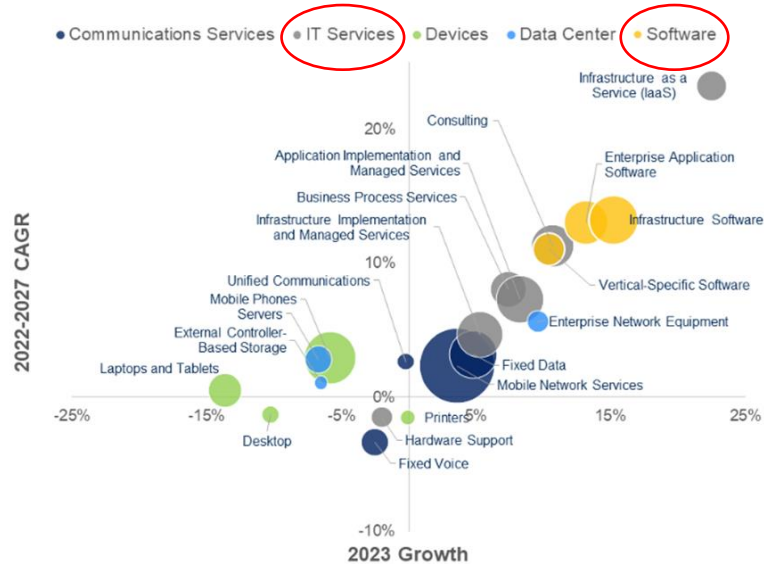 Communications Services IT Services Devices Data Center Software
Infrastructure as a
Service (IaaS)
Consulting
20%
Application Implementation and
Managed Services
Enterprise Application
Software
Business Process Services
Infrastructure Implementation
and Managed Services
Infrastructure Software
10%
Unified Communications
Vertical-Specific Software
Mobile Phones
Servers
Enterprise Network Equipment
External Controller-
Based Storage
Laptops and Tablets
Fixed Data
Mobile Network Services
0%
-25% -15% -5% 5% 15% 25%
Printers
Desktop
Hardware Support
Fixed Voice
-10%
2022-2027 CAGR
2023 Growth